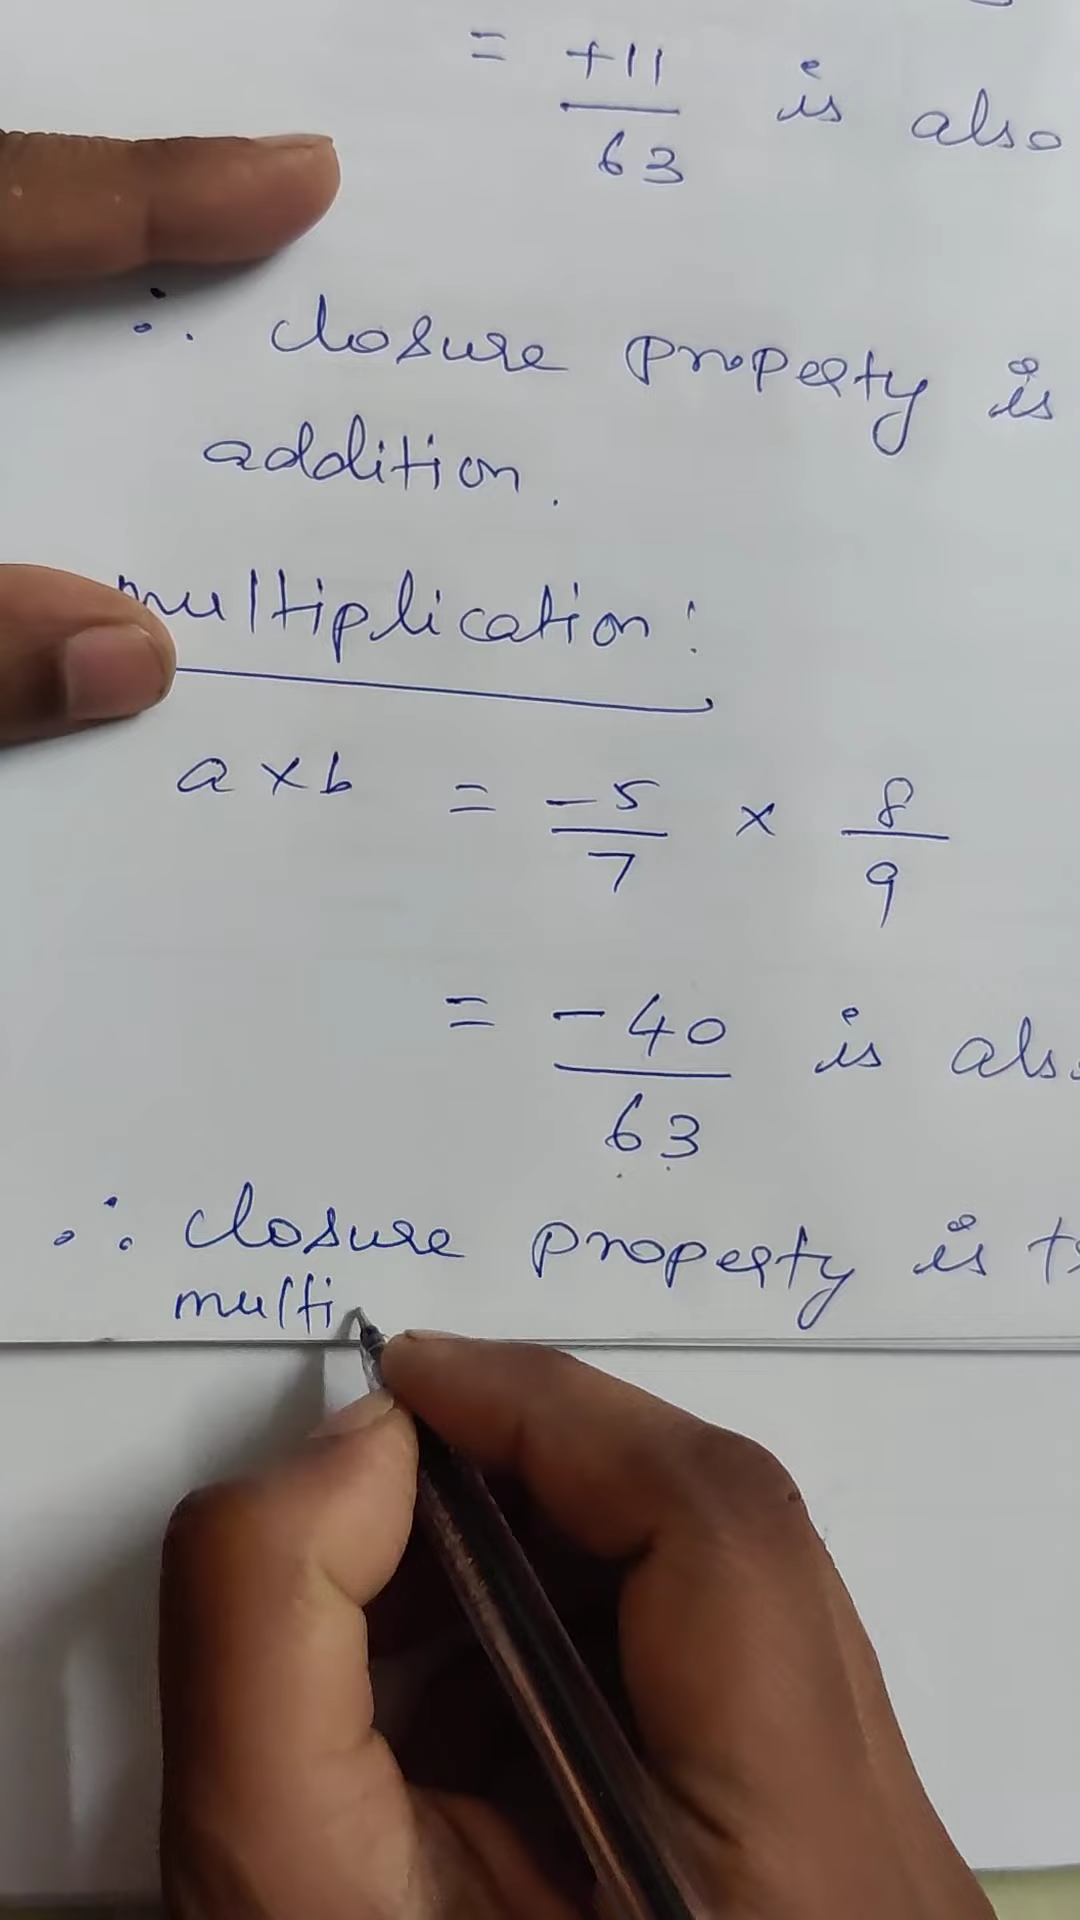 = +11/63 is also
∴ closure property is
addition.
multiplication:
a × b = -5/7 × 8/9
= -40/63 is also
∴ closure property is
multi